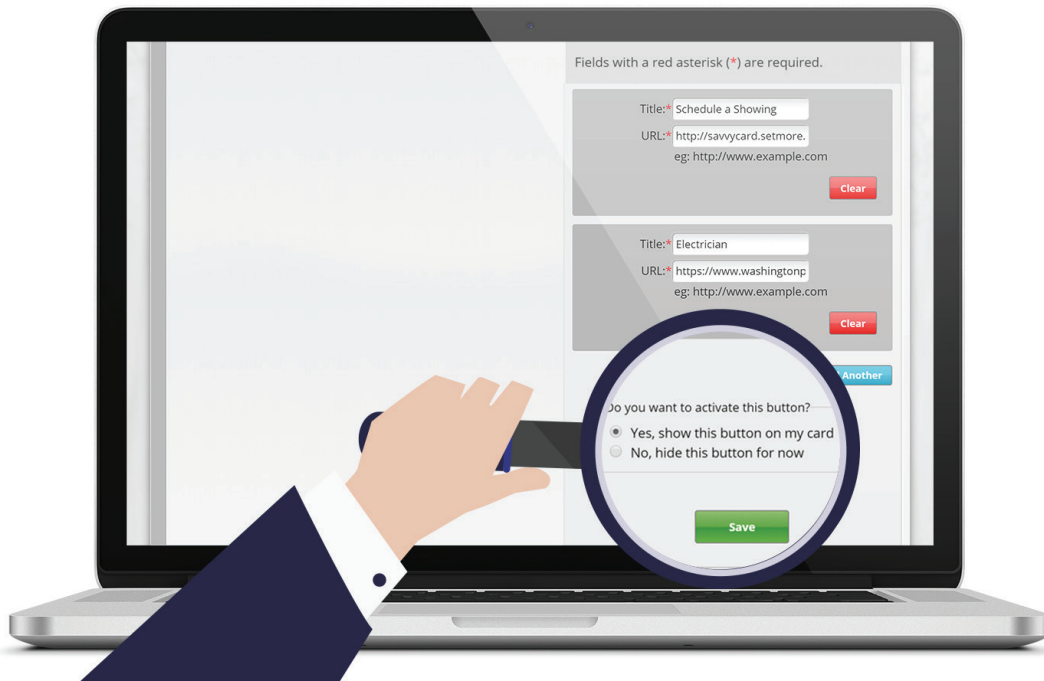 Fields with a red asterisk (*) are required.
Title:* Schedule a Showing
URL:* http://savvycard.setmore.
eg: http://www.example.com
Clear
Title:* Electrician
URL:* https://www.washingtonp
eg: http://www.example.com
Clear
Another
Do you want to activate this button?
Yes, show this button on my card
No, hide this button for now
Save